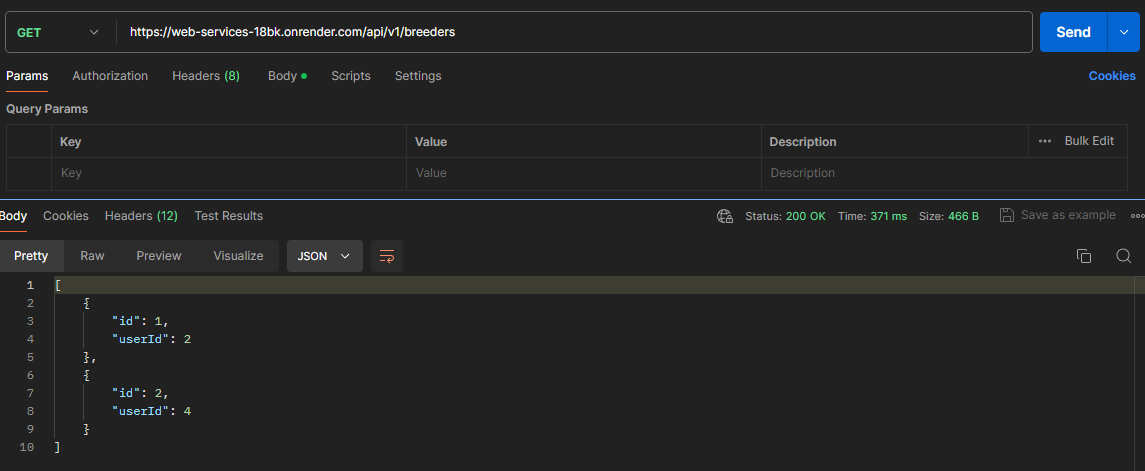 GET https://web-services-18bk.onrender.com/api/v1/breeders Send
Params Authorization Headers (8) Body Scripts Settings Cookies
Query Params
Key Value Description ••• Bulk Edit
Key Value Description
Body Cookies Headers (12) Test Results Status: 200 OK Time: 371 ms Size: 466 B Save as example •••
Pretty Raw Preview Visualize JSON
1 [
2 {
3 "id": 1,
4 "userId": 2
5 },
6 {
7 "id": 2,
8 "userId": 4
9 }
10 ]